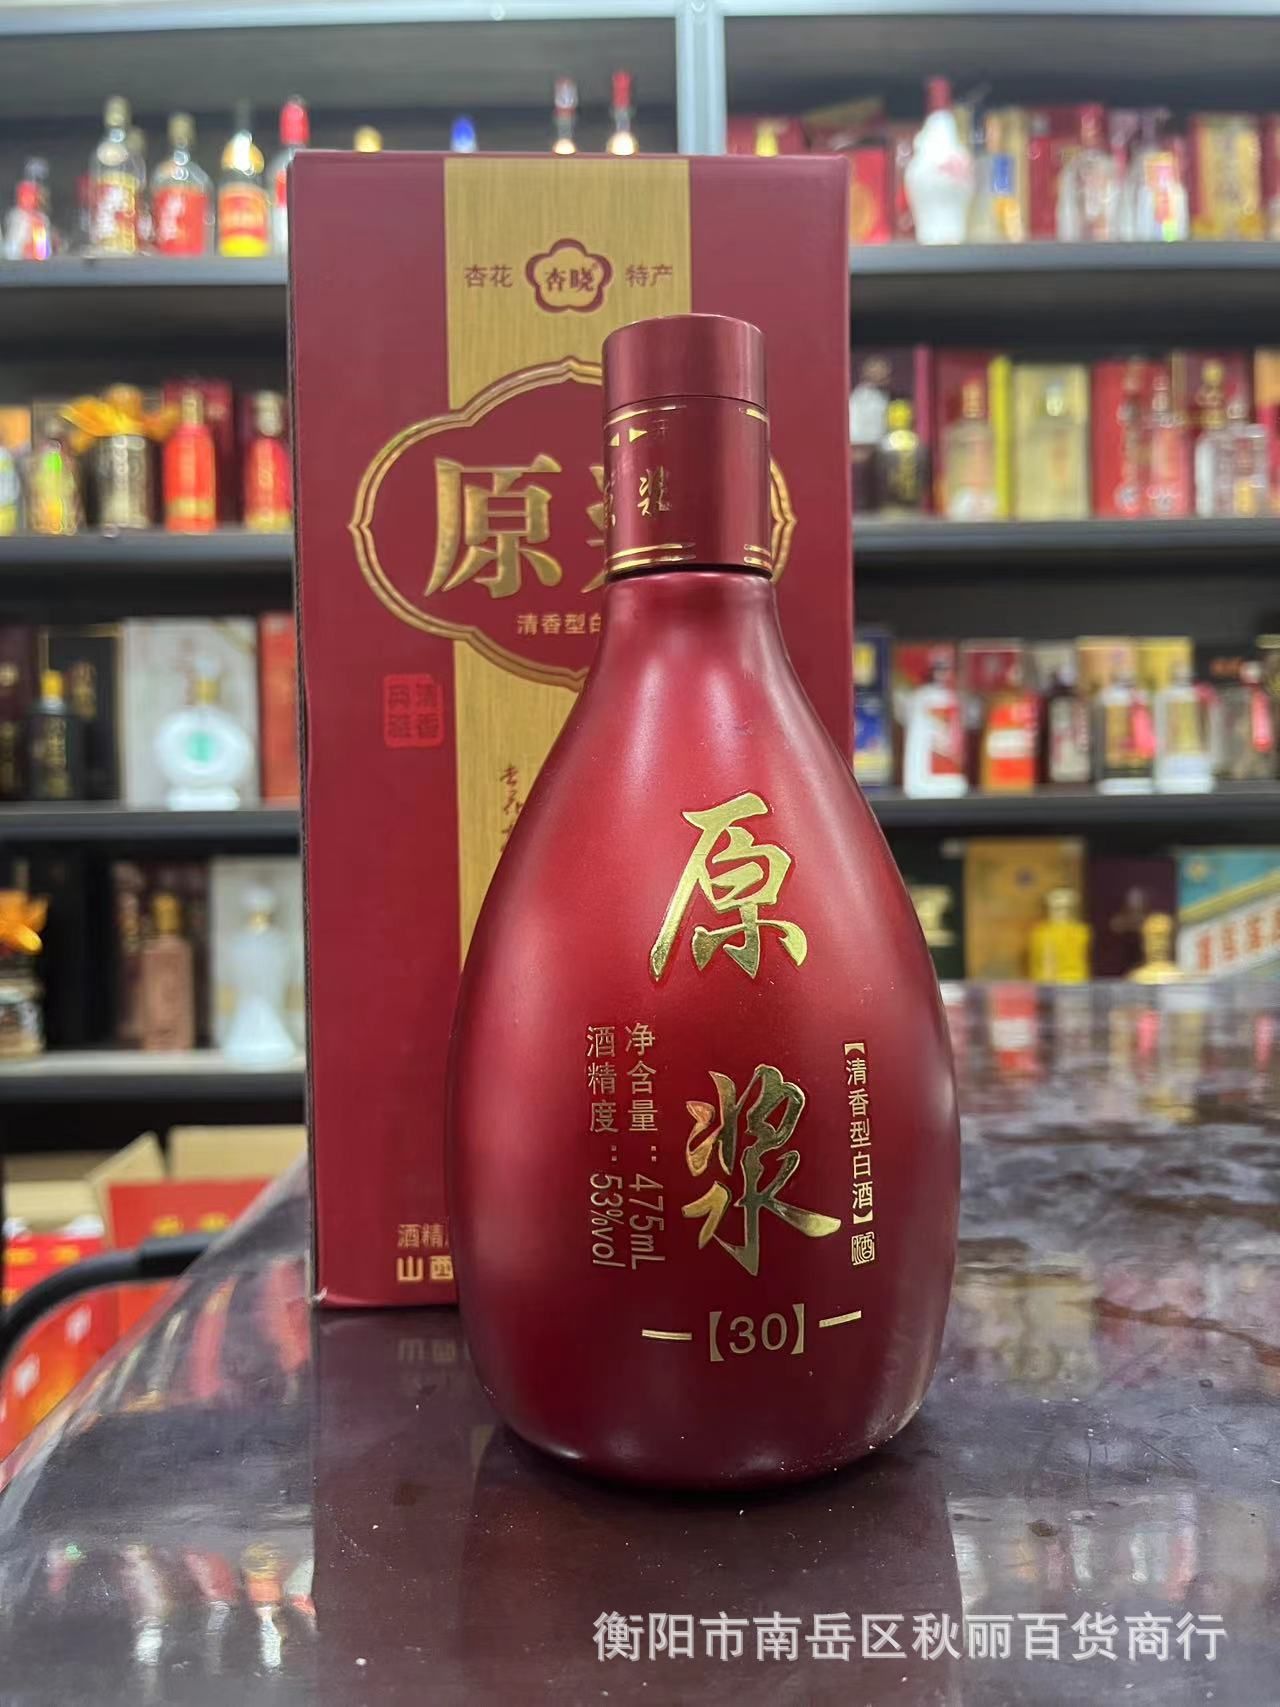 杏花 杏晓 特产
原
清香型白
清香
酒精
山西
浆
原浆
净含量：475mL
酒精度：53%vol
【清香型白酒】
【30】
衡阳市南岳区秋丽百货商行